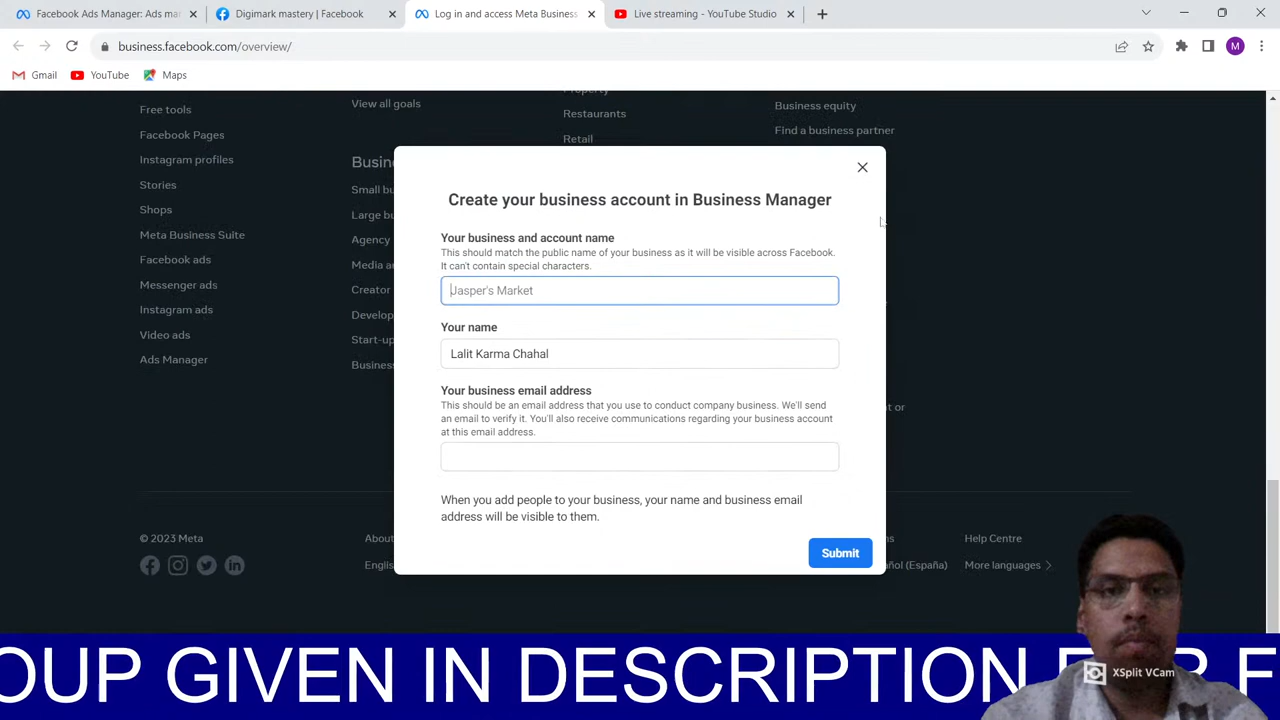 Facebook Ads Manager: Ads ma
Digimark mastery | Facebook
Log in and access Meta Business
Live streaming - YouTube Studio
business.facebook.com/overview/
M
Gmail
YouTube
Maps
Free tools
Facebook Pages
Instagram profiles
Stories
Shops
Meta Business Suite
Facebook ads
Messenger ads
Instagram ads
Video ads
Ads Manager
View all goals
Busin
Small bu
Large bu
Agency
Media a
Creator
Develop
Start-up
Business
Property
Restaurants
Retail
Business equity
Find a business partner
nt or
Create your business account in Business Manager
Your business and account name
This should match the public name of your business as it will be visible across Facebook.
It can't contain special characters.
Jasper's Market
Your name
Lalit Karma Chahal
Your business email address
This should be an email address that you use to conduct company business. We'll send
an email to verify it. You'll also receive communications regarding your business account
at this email address.
When you add people to your business, your name and business email
address will be visible to them.
Submit
© 2023 Meta
About
ns
Help Centre
Englis
pañol (España)
More languages
OUP GIVEN IN DESCRIPTION F R F
XSplit VCam